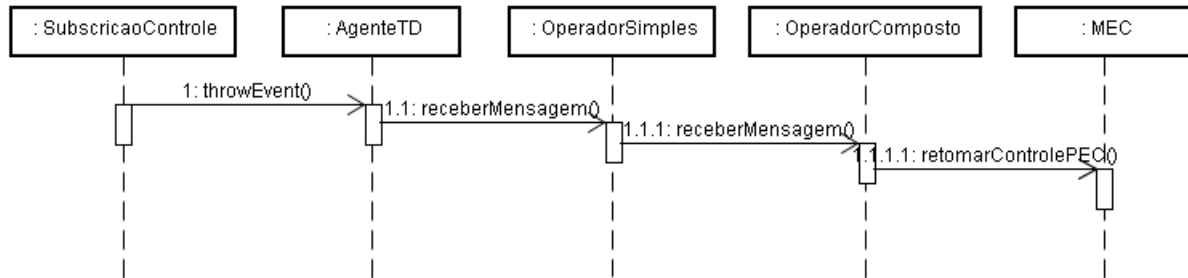 : SubscricaoControle
: AgenteTD
: OperadorSimples
: OperadorComposto
: MEC
1: throwEvent()
1.1: receberMensagem()
1.1.1: receberMensagem()
1.1.1.1: retomarControlePEC()